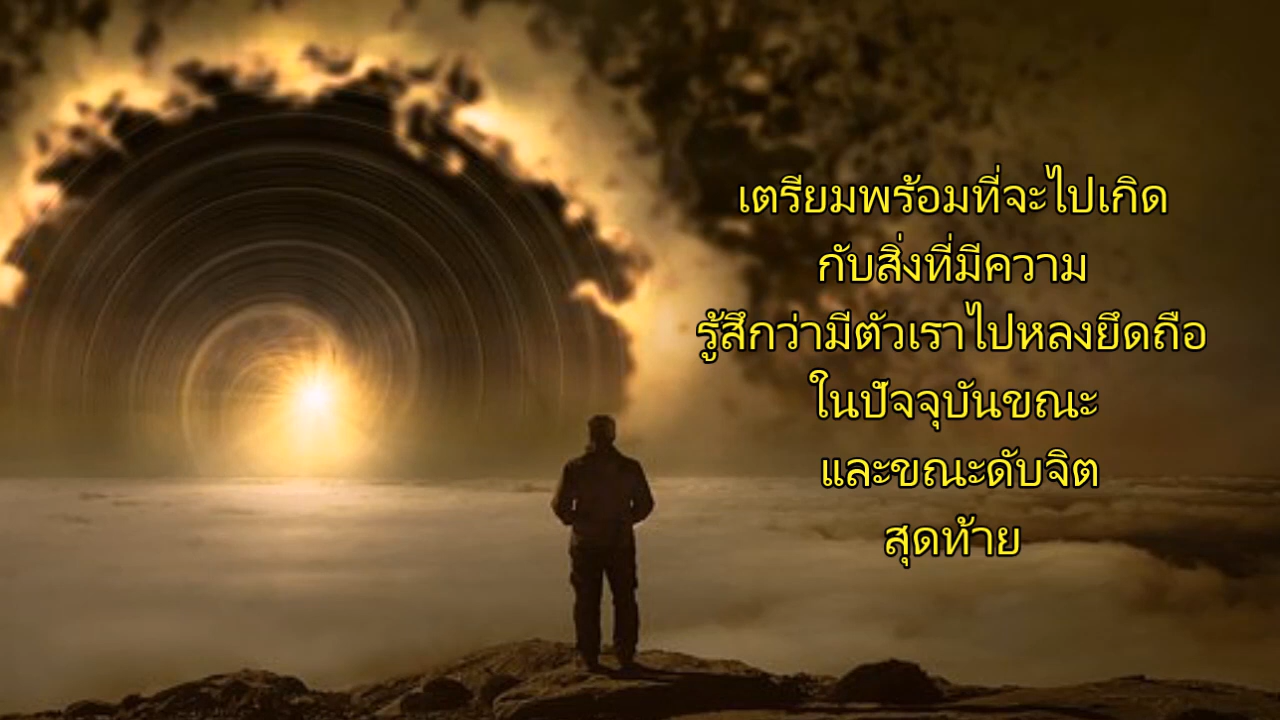 เตรียมพร้อมที่จะไปเกิด
กับสิ่งที่มีความ
รู้สึกว่ามีตัวเราไปหลงยึดถือ
ในปัจจุบันขณะ
และขณะดับจิต
สุดท้าย